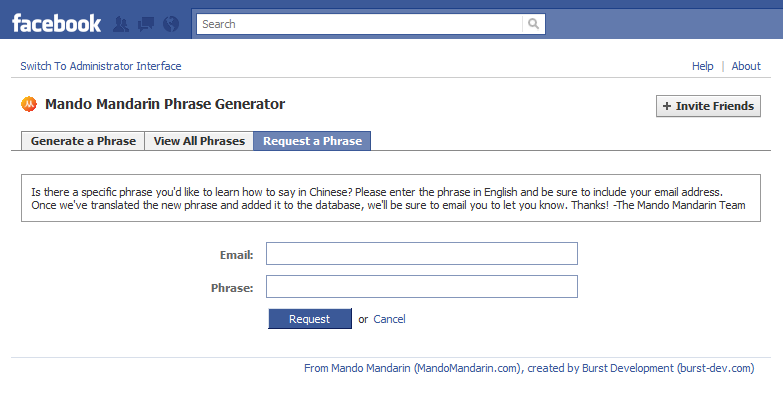 facebook
Search
Switch To Administrator Interface
Help | About
Mando Mandarin Phrase Generator
+ Invite Friends
Generate a Phrase
View All Phrases
Request a Phrase
Is there a specific phrase you'd like to learn how to say in Chinese? Please enter the phrase in English and be sure to include your email address.
Once we've translated the new phrase and added it to the database, we'll be sure to email you to let you know. Thanks! -The Mando Mandarin Team
Email:
Phrase:
Request or Cancel
From Mando Mandarin (MandoMandarin.com), created by Burst Development (burst-dev.com)